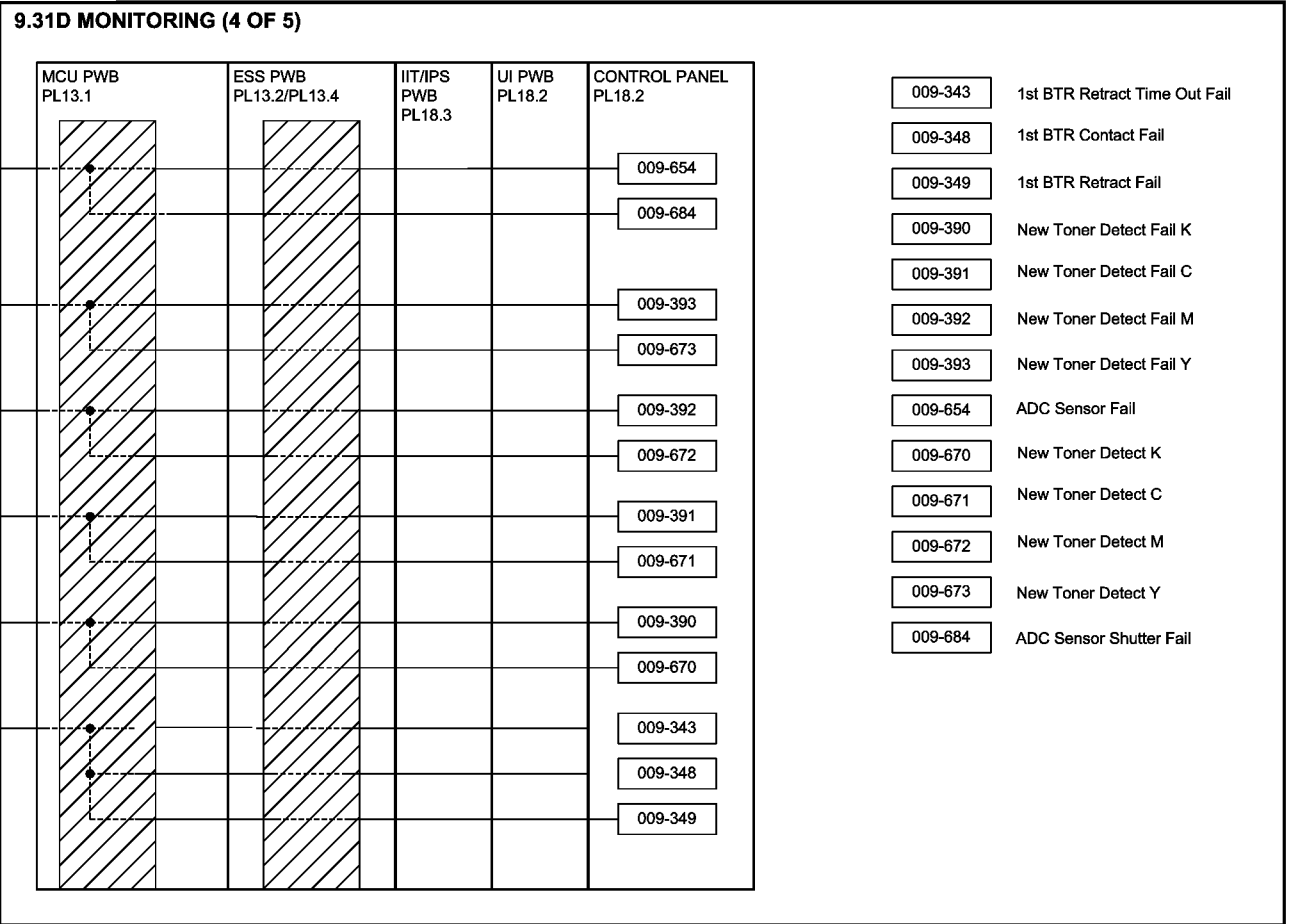 9.31D MONITORING (4 OF 5)
MCU PWB
PL13.1
ESS PWB
PL13.2/PL13.4
IIT/IPS
PWB
PL18.3
UI PWB
PL18.2
CONTROL PANEL
PL18.2
009-654
009-684
009-393
009-673
009-392
009-672
009-391
009-671
009-390
009-670
009-343
009-348
009-349
009-343 1st BTR Retract Time Out Fail
009-348 1st BTR Contact Fail
009-349 1st BTR Retract Fail
009-390 New Toner Detect Fail K
009-391 New Toner Detect Fail C
009-392 New Toner Detect Fail M
009-393 New Toner Detect Fail Y
009-654 ADC Sensor Fail
009-670 New Toner Detect K
009-671 New Toner Detect C
009-672 New Toner Detect M
009-673 New Toner Detect Y
009-684 ADC Sensor Shutter Fail